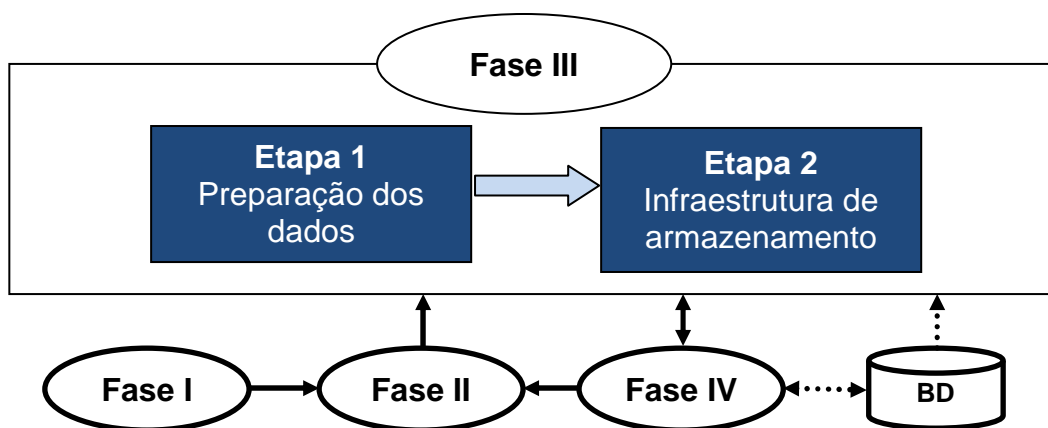 Fase III
Etapa 1
Preparação dos
dados
Etapa 2
Infraestrutura de
armazenamento
Fase I
Fase II
Fase IV
BD